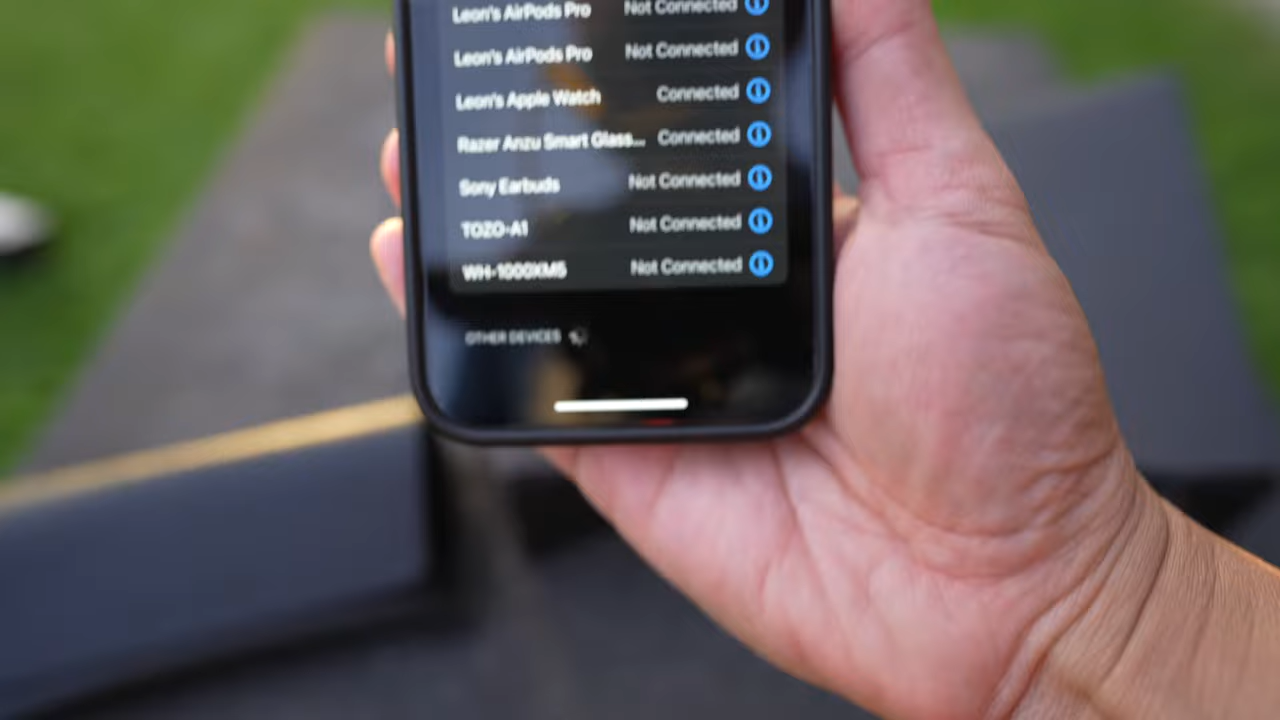 Leon's AirPods Pro Not Connected
Leon's AirPods Pro Not Connected
Leon's Apple Watch Connected
Razer Anzu Smart Glass... Connected
Sony Earbuds Not Connected
TOZO-A1 Not Connected
WH-1000XM5 Not Connected
OTHER DEVICES